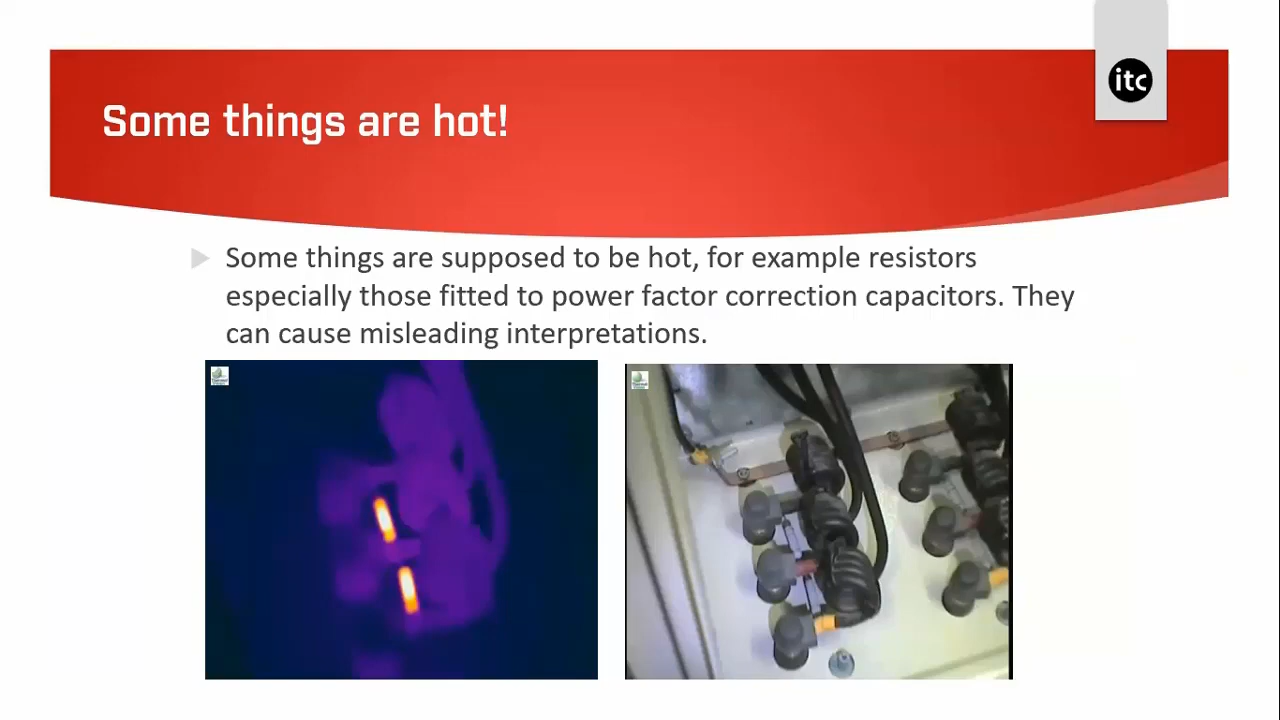 itc
Some things are hot!
Some things are supposed to be hot, for example resistors
especially those fitted to power factor correction capacitors. They
can cause misleading interpretations.